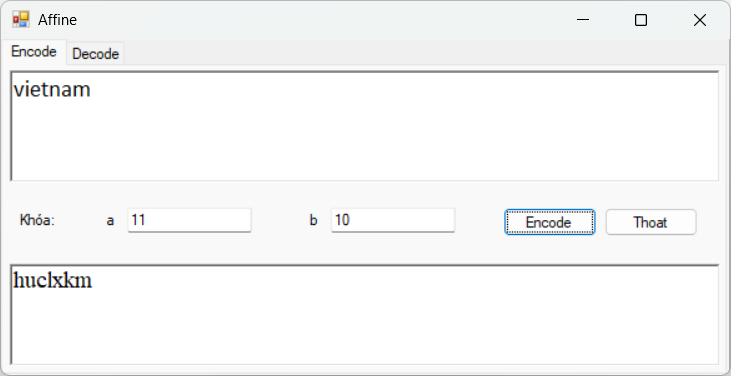 Affine
Encode Decode
vietnam
Khóa: a 11 b 10 Encode Thoat
huclxkm